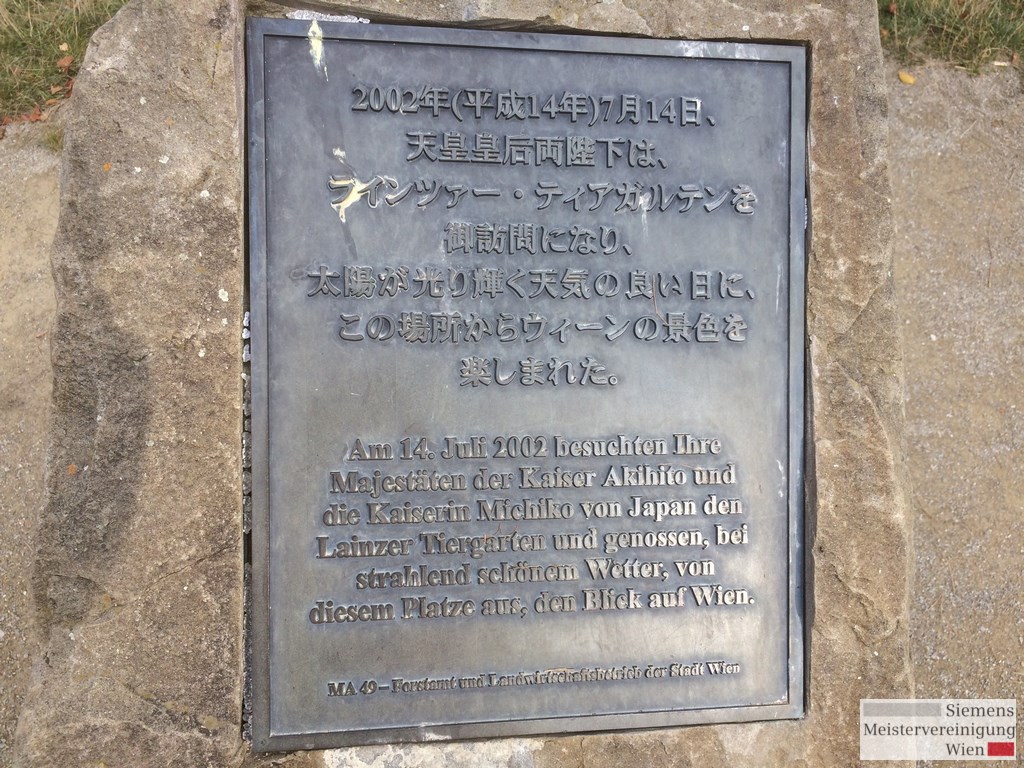 2002年(平成14年)7月14日、
天皇皇后両陛下は、
ラインツァー・ティアガルテンを
御訪問になり、
太陽が光り輝く天気の良い日に、
この場所からウィーンの景色を
楽しまれた。
Am 14. Juli 2002 besuchten Ihre
Majestäten der Kaiser Akihito und
die Kaiserin Michiko von Japan den
Lainzer Tiergarten und genossen, bei
strahlend schönem Wetter, von
diesem Platze aus, den Blick auf Wien.
MA 49 – Forstamt und Landwirtschaftsbetrieb der Stadt Wien
Siemens
Meistervereinigung
Wien